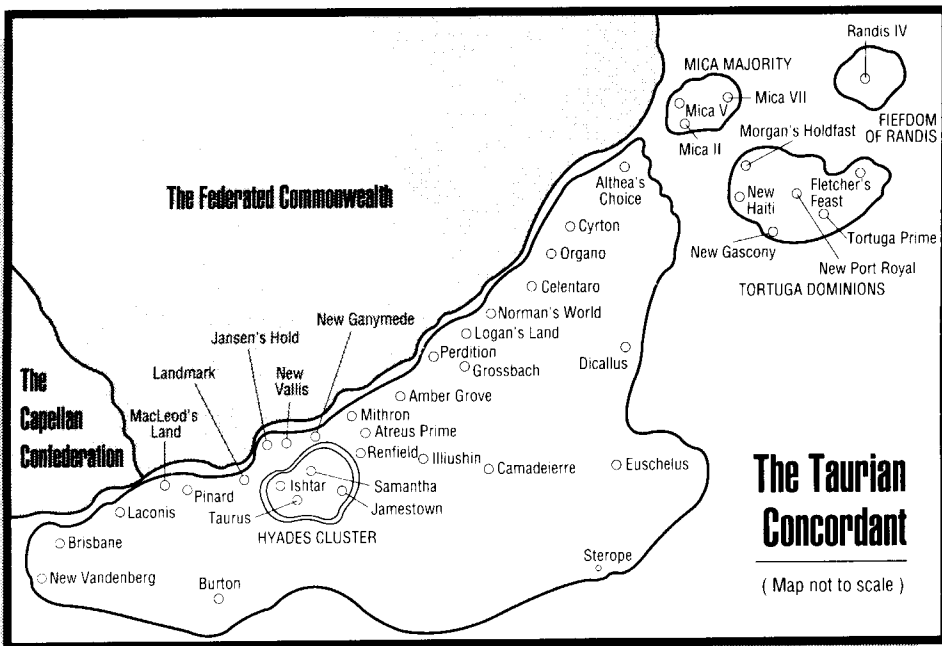 Randis IV
MICA MAJORITY
Mica V
Mica VII
Mica II
FIEFDOM
OF RANDIS
Morgan's Holdfast
Althea's
Choice
New
Haiti
Fletcher's
Feast
Tortuga Prime
New Gascony
New Port Royal
TORTUGA DOMINIONS
The Federated Commonwealth
Cyrton
Organo
Celentaro
Norman's World
Logan's Land
New Ganymede
Jansen's Hold
Perdition
Grossbach
Dicallus
New
Vallis
Landmark
The
Capellan
Confederation
MacLeod's
Land
Amber Grove
Mithron
Atreus Prime
Renfield
Illiushin
Camadeierre
Euschelus
Pinard
Ishtar
Samantha
Taurus
Jamestown
Laconis
HYADES CLUSTER
Brisbane
New Vandenberg
Burton
Sterope
The Taurian
Concordant
( Map not to scale )